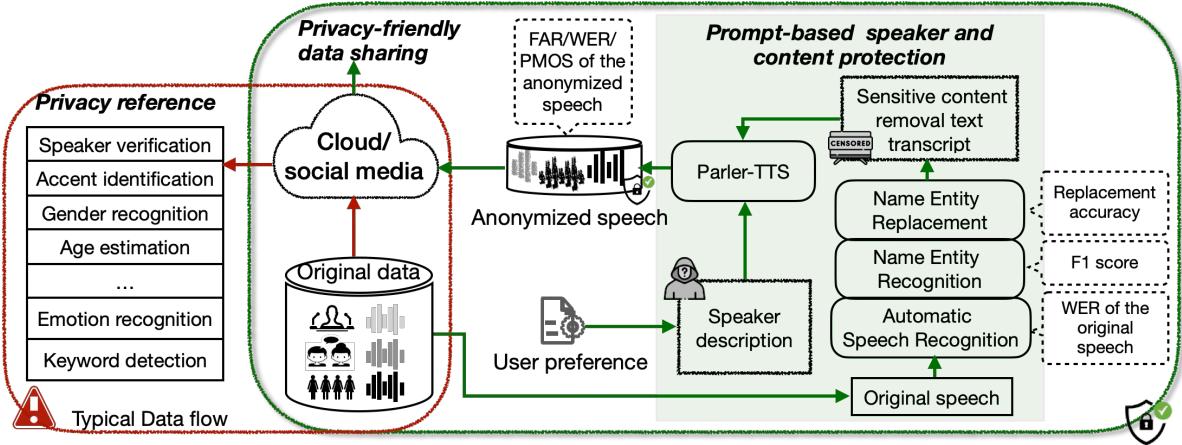 Privacy-friendly
data sharing
FAR/WER/
PMOS of the
anonymized
speech
Prompt-based speaker and
content protection
Privacy reference
Speaker verification
Accent identification
Gender recognition
Age estimation
...
Emotion recognition
Keyword detection
Typical Data flow
Cloud/
social media
Original data
Anonymized speech
User preference
Parler-TTS
?
Speaker
description
Sensitive content
removal text
transcript
CENSORED
Name Entity
Replacement
Name Entity
Recognition
Automatic
Speech Recognition
Original speech
Replacement
accuracy
F1 score
WER of the
original
speech